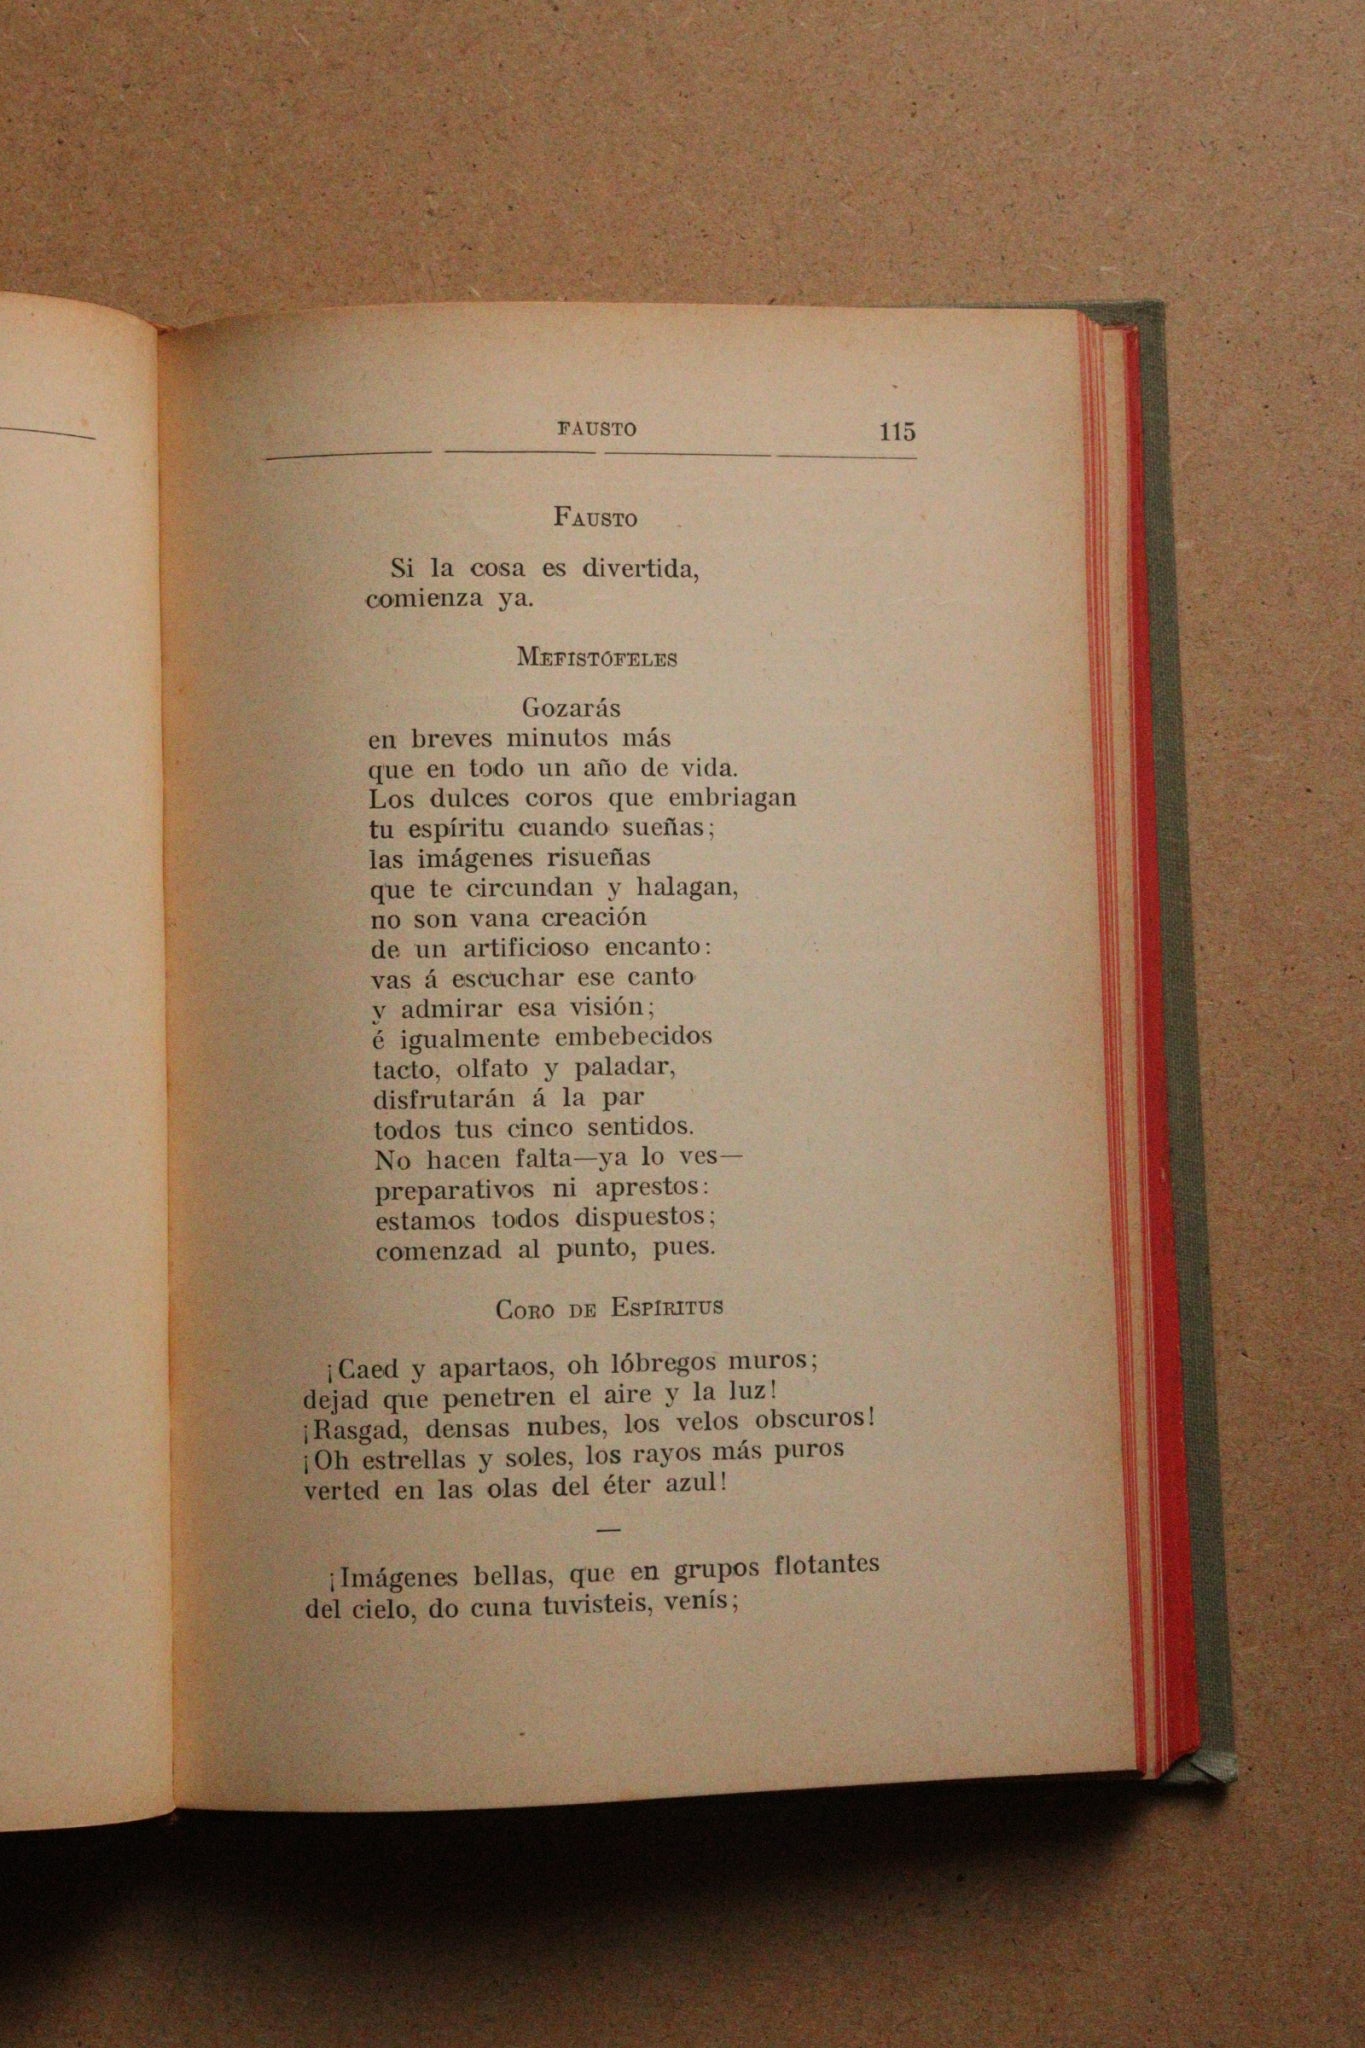 FAUSTO 115
Fausto
Si la cosa es divertida,
comienza ya.
Mefistófeles
Gozarás
en breves minutos más
que en todo un año de vida.
Los dulces coros que embriagan
tu espíritu cuando sueñas;
las imágenes risueñas
que te circundan y halagan,
no son vana creación
de un artificioso encanto:
vas á escuchar ese canto
y admirar esa visión;
é igualmente embebecidos
tacto, olfato y paladar,
disfrutarán á la par
todos tus cinco sentidos.
No hacen falta—ya lo ves—
preparativos ni aprestos:
estamos todos dispuestos;
comenzad al punto, pues.
Coro de Espíritus
¡Caed y apartaos, oh lóbregos muros;
dejad que penetren el aire y la luz!
¡Rasgad, densas nubes, los velos obscuros!
¡Oh estrellas y soles, los rayos más puros
verted en las olas del éter azul!
—
¡Imágenes bellas, que en grupos flotantes
del cielo, do cuna tuvisteis, venís;